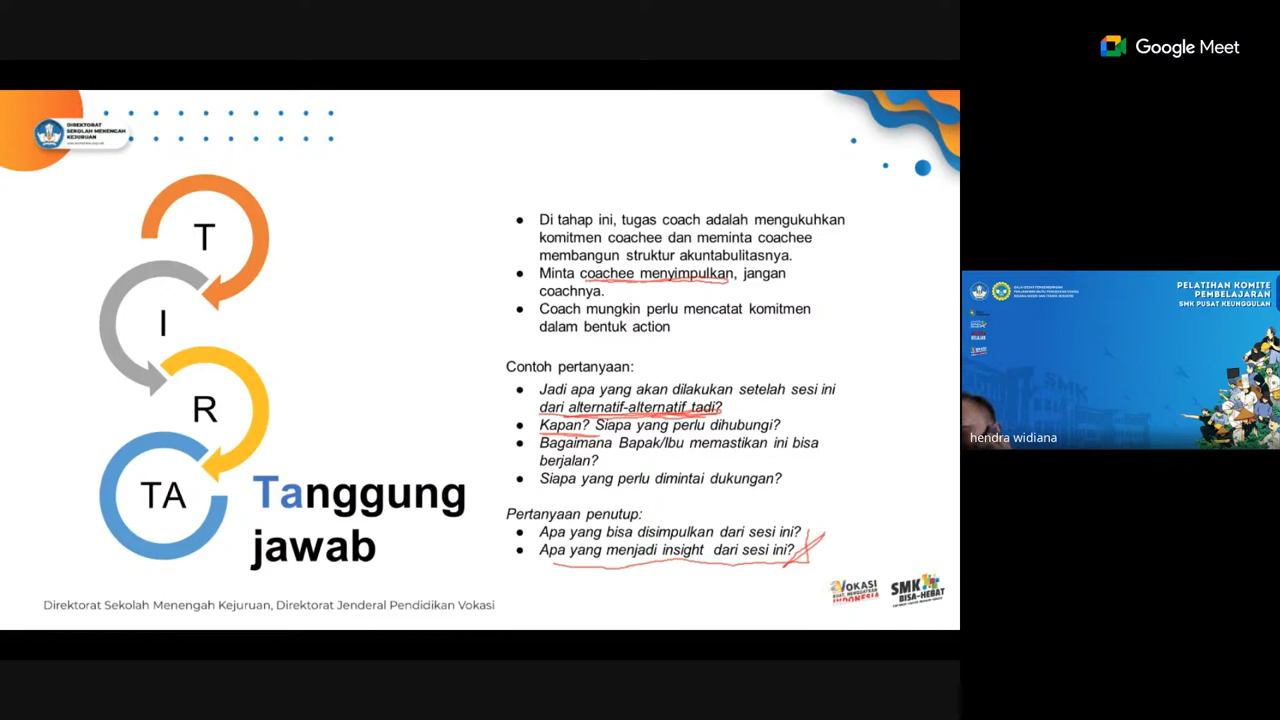 Google Meet
DIREKTORAT
SEKOLAH MENENGAH
KEJURUAN
T
I
R
TA
Tanggung
jawab
● Di tahap ini, tugas coach adalah mengukuhkan
komitmen coachee dan meminta coachee
membangun struktur akuntabulitasnya.
● Minta coachee menyimpulkan, jangan
coachnya.
● Coach mungkin perlu mencatat komitmen
dalam bentuk action
Contoh pertanyaan:
● Jadi apa yang akan dilakukan setelah sesi ini
dari alternatif-alternatif tadi?
● Kapan? Siapa yang perlu dihubungi?
● Bagaimana Bapak/Ibu memastikan ini bisa
berjalan?
● Siapa yang perlu dimintai dukungan?
Pertanyaan penutup:
● Apa yang bisa disimpulkan dari sesi ini?
● Apa yang menjadi insight dari sesi ini?
Direktorat Sekolah Menengah Kejuruan, Direktorat Jenderal Pendidikan Vokasi
VOKASI
INDONESIA
SMK
BISA-HEBAT
PELATIHAN KOMITE
PEMBELAJARAN
SMK PUSAT KEUNGGULAN
SMK
hendra widiana